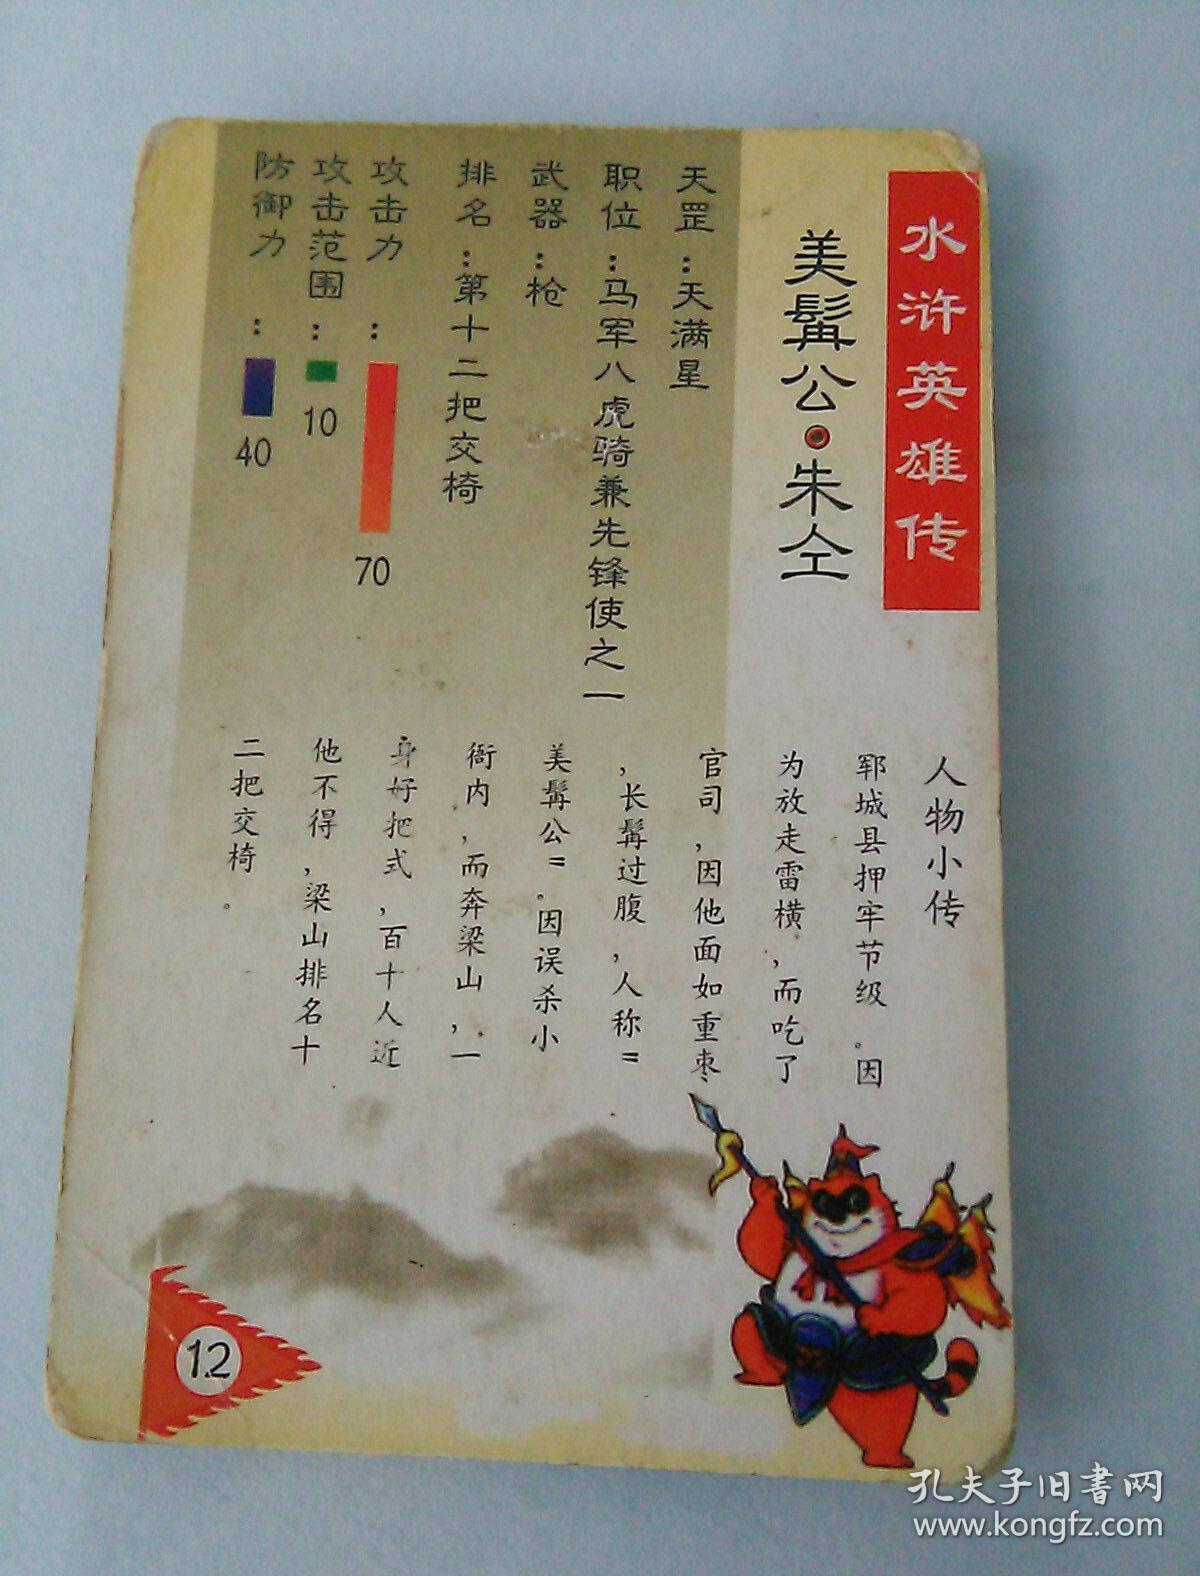 水浒英雄传
美髯公·朱仝
天罡：天满星
职位：马军八虎骑兼先锋使之一
武器：枪
排名：第十二把交椅
攻击力：70
攻击范围：10
防御力：40
人物小传
郓城县押牢节级。因
为放走雷横，而吃了
官司，因他面如重枣
，长髯过腹，人称"
美髯公"。因误杀小
衙内，而奔梁山，一
身好把式，百十人近
他不得，梁山排名十
二把交椅。
12
孔夫子旧书网
www.kongfz.com